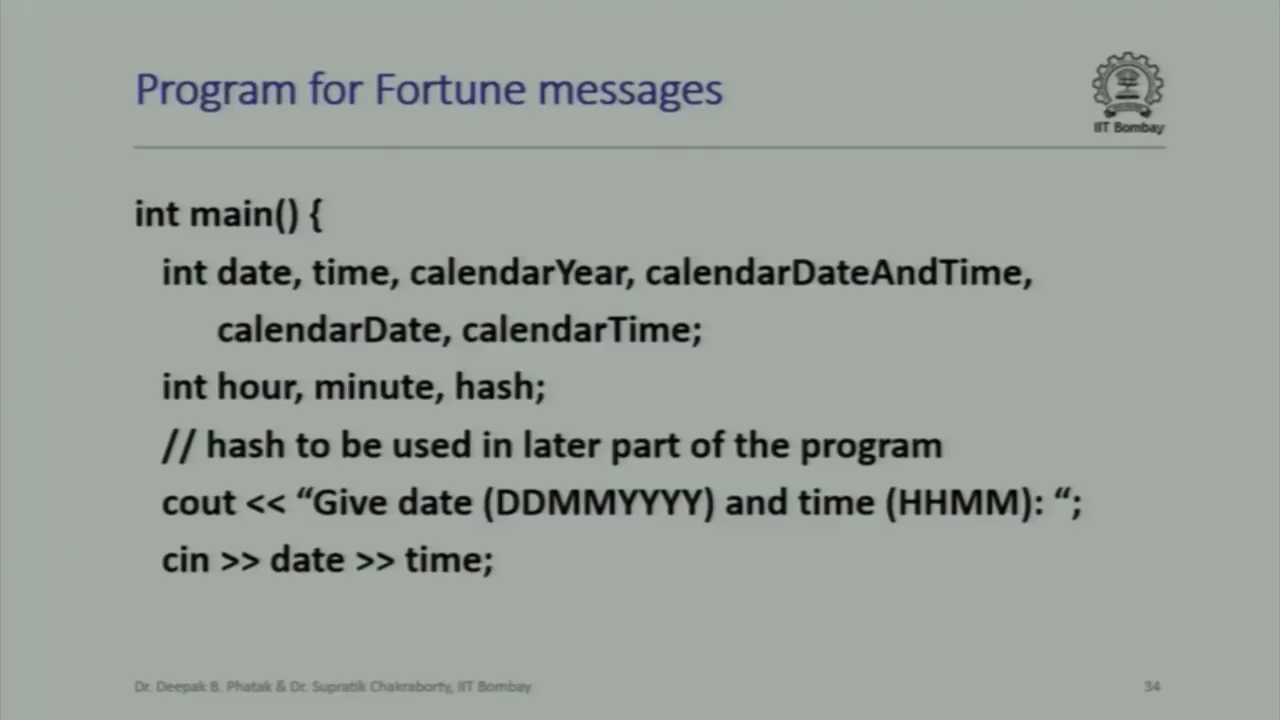 Program for Fortune messages
IIT Bombay
int main() {
int date, time, calendarYear, calendarDateAndTime,
calendarDate, calendarTime;
int hour, minute, hash;
// hash to be used in later part of the program
cout << “Give date (DDMMYYYY) and time (HHMM): “;
cin >> date >> time;
Dr. Deepak B. Phatak & Dr. Supratik Chakraborty, IIT Bombay
34